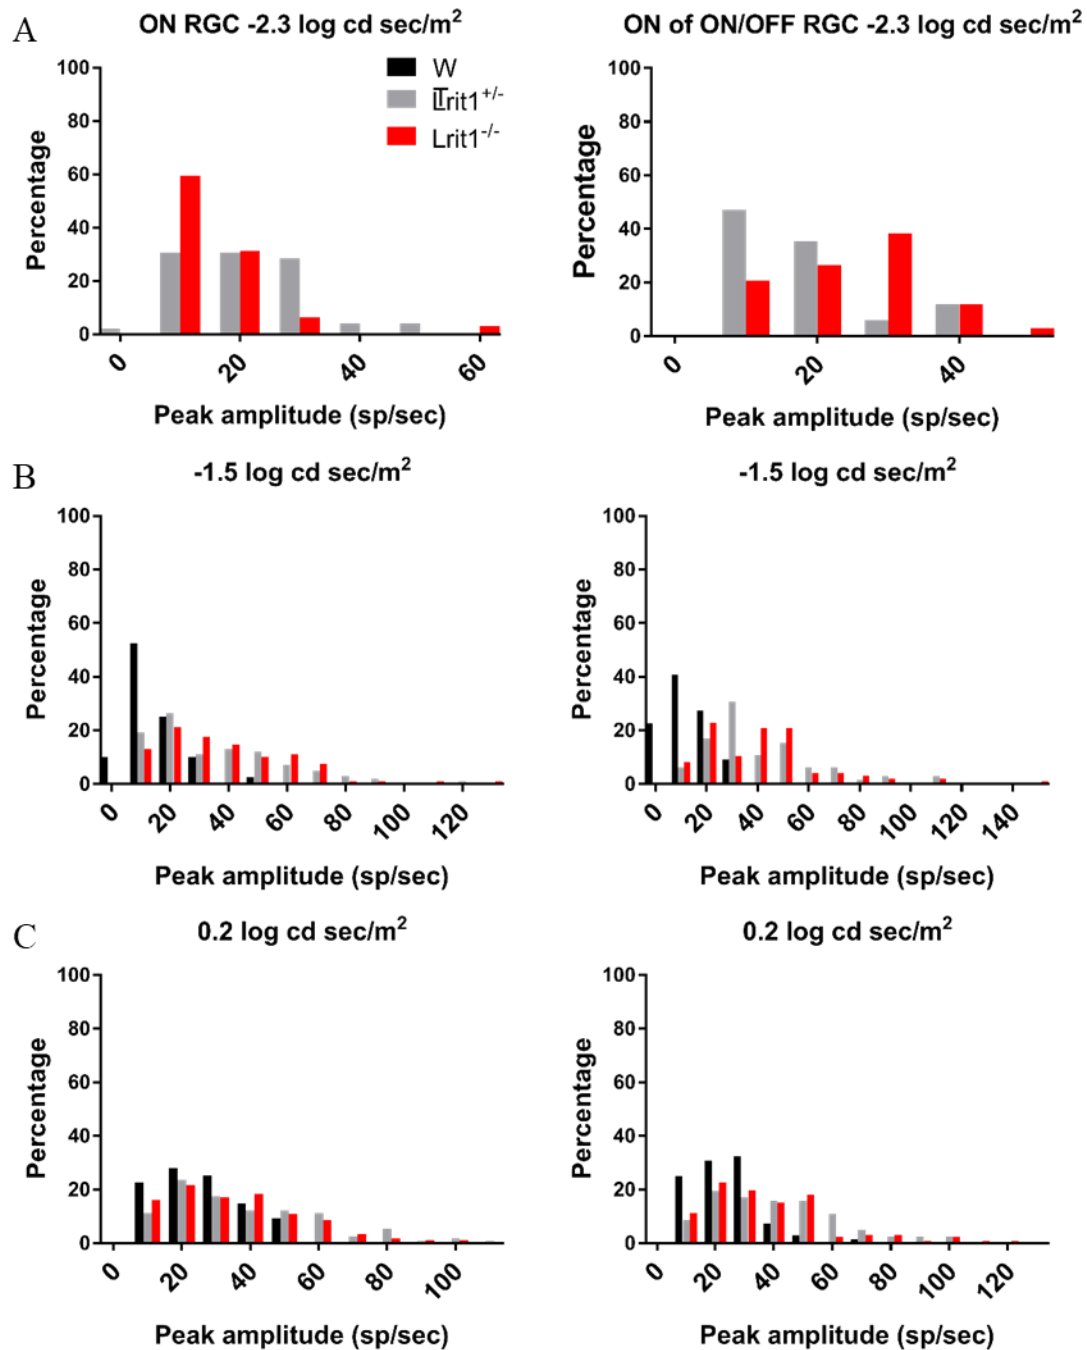 A
ON RGC -2.3 log cd sec/m²
ON of ON/OFF RGC -2.3 log cd sec/m²
W
T
Lrit1+/-
Lrit1-/-
Percentage
100
80
60
40
20
0
0
20
40
60
Peak amplitude (sp/sec)
Percentage
100
80
60
40
20
0
0
20
40
Peak amplitude (sp/sec)
B
-1.5 log cd sec/m²
-1.5 log cd sec/m²
Percentage
100
80
60
40
20
0
0
20
40
60
80
100
120
Peak amplitude (sp/sec)
Percentage
100
80
60
40
20
0
0
20
40
60
80
100
120
140
Peak amplitude (sp/sec)
C
0.2 log cd sec/m²
0.2 log cd sec/m²
Percentage
100
80
60
40
20
0
0
20
40
60
80
100
Peak amplitude (sp/sec)
Percentage
100
80
60
40
20
0
0
20
40
60
80
100
120
Peak amplitude (sp/sec)